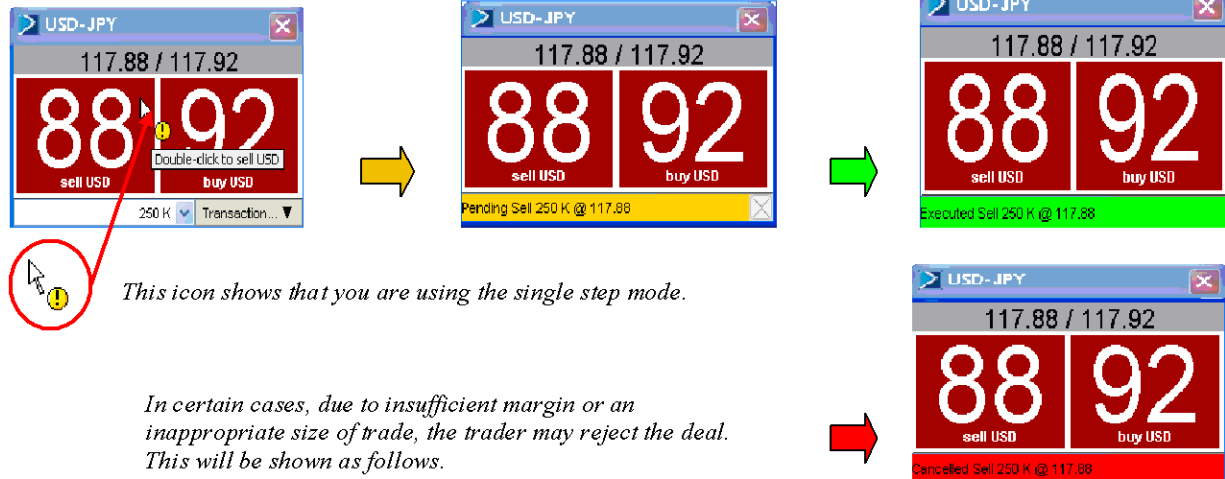 USD-JPY
117.88 / 117.92
88 92
Double-click to sell USD
sell USD buy USD
250 K Transaction...
USD-JPY
117.88 / 117.92
88 92
sell USD buy USD
Pending Sell 250 K @ 117.88
USD-JPY
117.88 / 117.92
88 92
sell USD buy USD
Executed Sell 250 K @ 117.88
This icon shows that you are using the single step mode.
In certain cases, due to insufficient margin or an
inappropriate size of trade, the trader may reject the deal.
This will be shown as follows.
USD-JPY
117.88 / 117.92
88 92
sell USD buy USD
Cancelled Sell 250 K @ 117.88